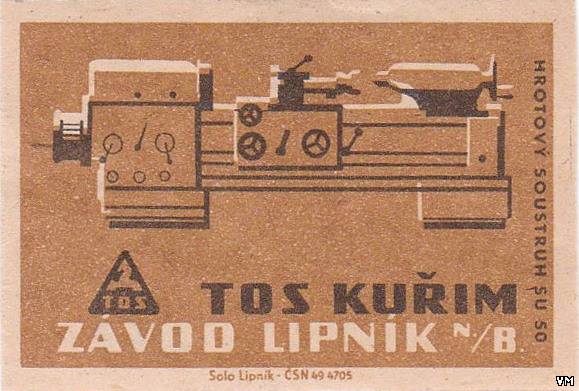 HROTOVÝ SOUSTRUH SU 50
TOS
TOS KUŘIM
ZÁVOD LIPNÍK N./B.
Solo Lipník - ČSN 49 4705
VM